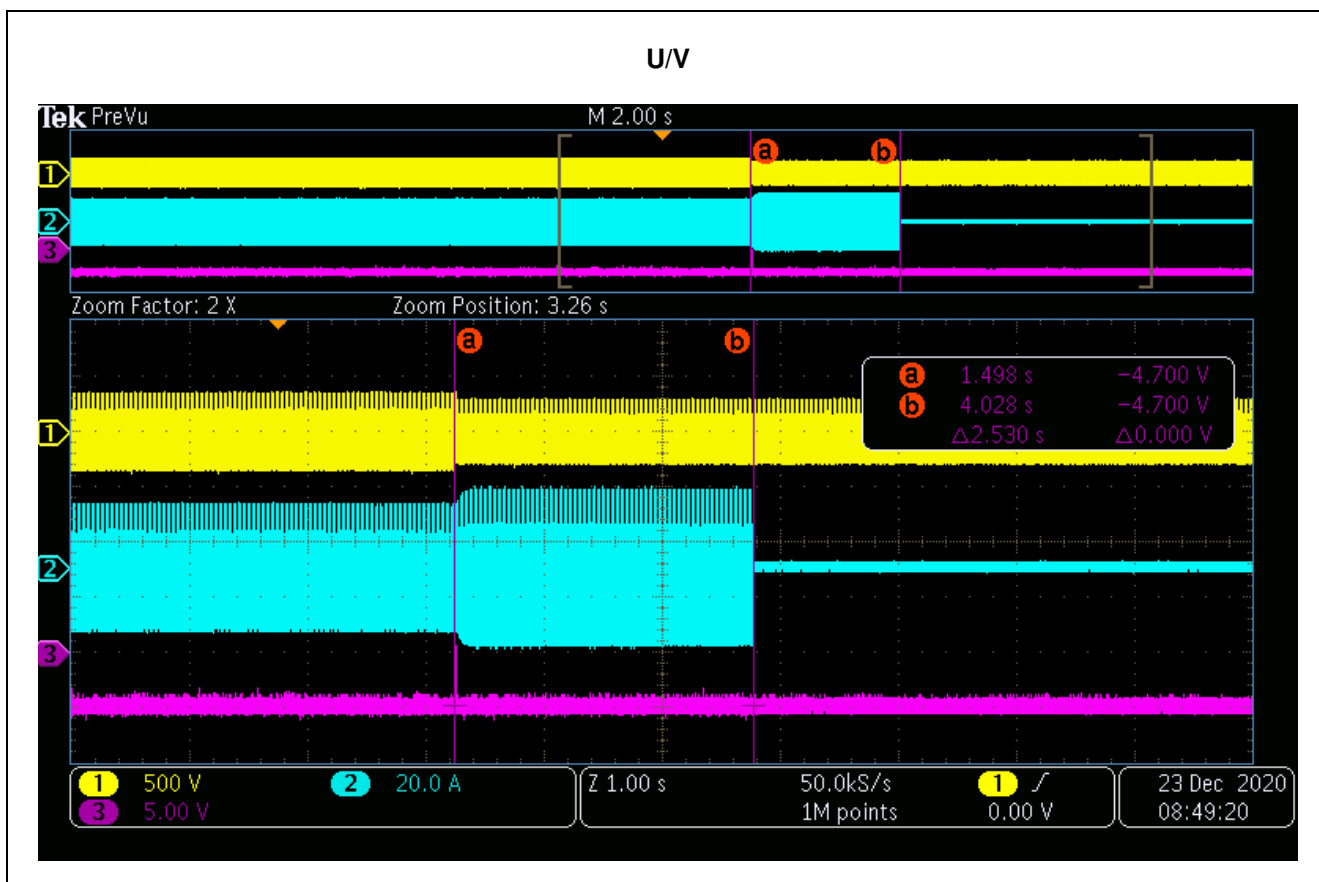 U/V
Tek PreVu M 2.00 s
a b
1
2
3
Zoom Factor: 2 X Zoom Position: 3.26 s
a b
a 1.498 s -4.700 V
b 4.028 s -4.700 V
Δ2.530 s Δ0.000 V
1
2
3
1 500 V 2 20.0 A Z 1.00 s 50.0kS/s 1 23 Dec 2020
3 5.00 V 1M points 0.00 V 08:49:20